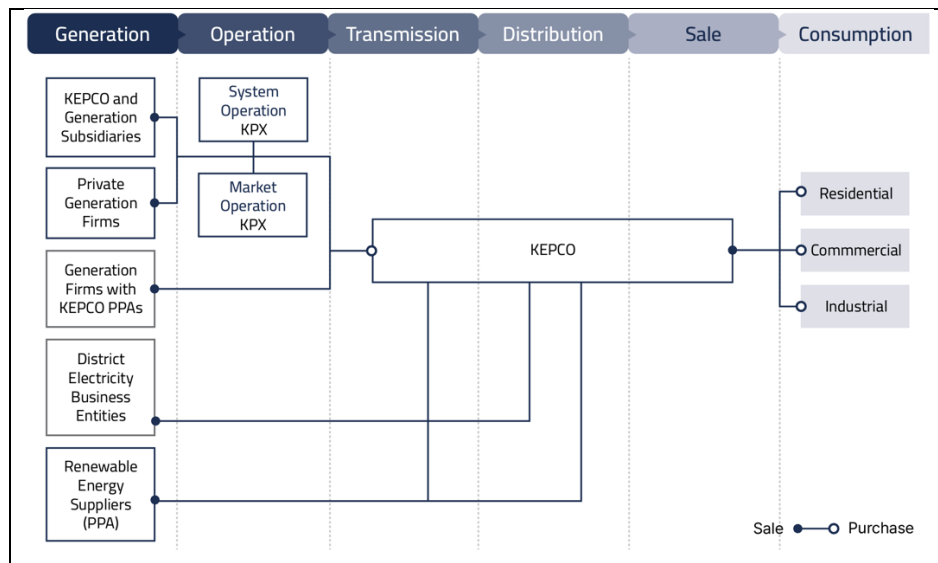 Generation
Operation
Transmission
Distribution
Sale
Consumption
KEPCO and
Generation
Subsidiaries
System
Operation
KPX
Private
Generation
Firms
Market
Operation
KPX
Generation
Firms with
KEPCO PPAs
KEPCO
Residential
Commmercial
Industrial
District
Electricity
Business
Entities
Renewable
Energy
Suppliers
(PPA)
Sale
Purchase